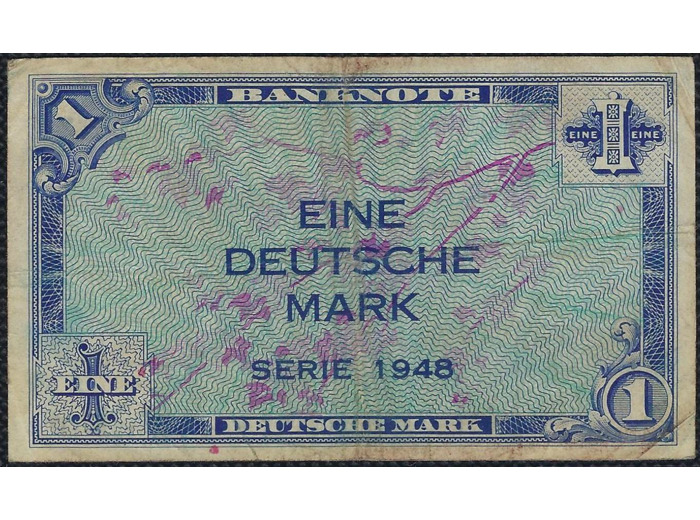 BANKNOTE
1
EINE 1 EINE
EINE
DEUTSCHE
MARK
SERIE 1948
1
EINE
1
DEUTSCHE MARK